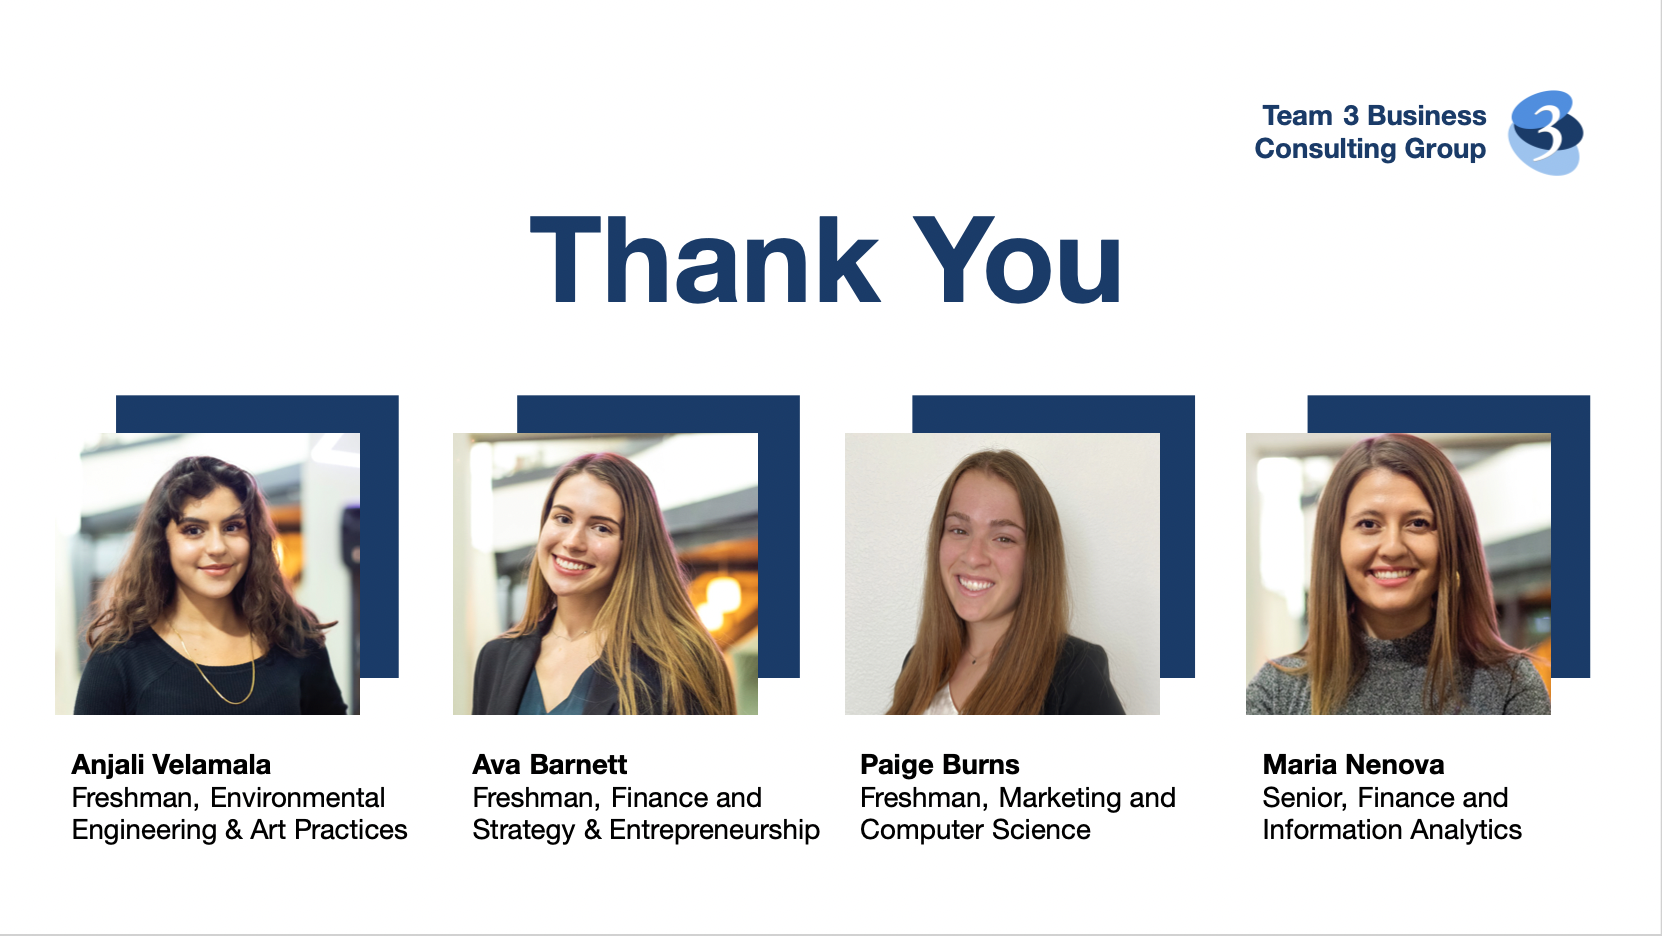 Team 3 Business
Consulting Group
3
Thank You
Anjali Velamala
Freshman, Environmental
Engineering & Art Practices
Ava Barnett
Freshman, Finance and
Strategy & Entrepreneurship
Paige Burns
Freshman, Marketing and
Computer Science
Maria Nenova
Senior, Finance and
Information Analytics